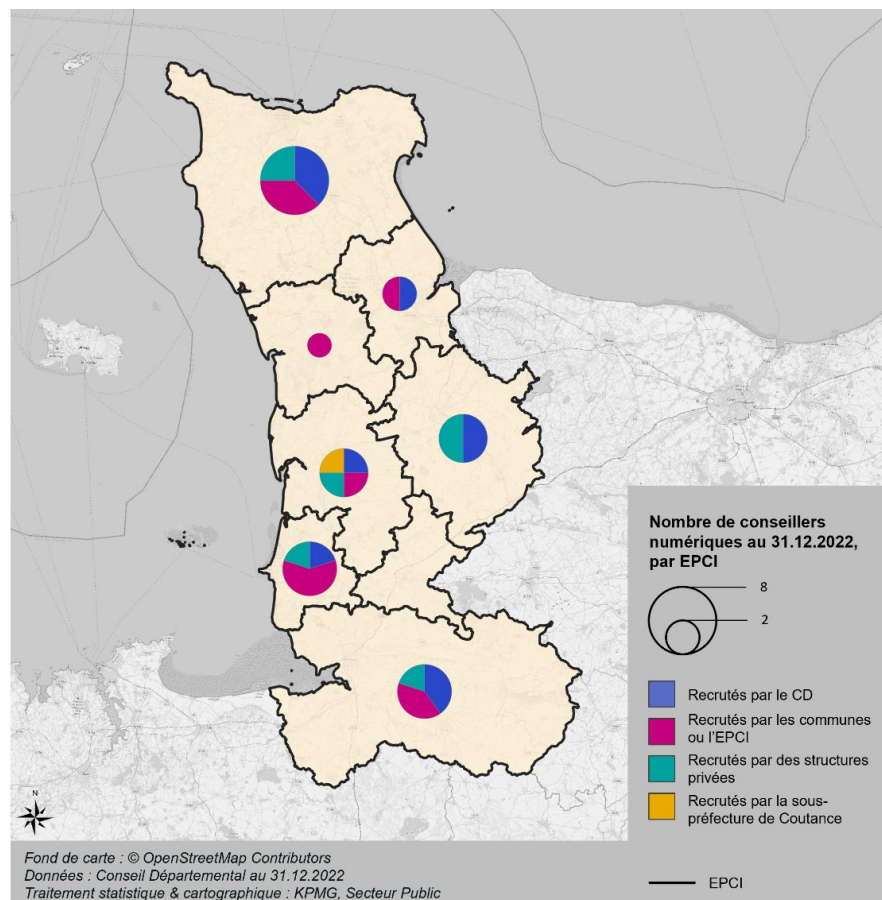 Nombre de conseillers
numériques au 31.12.2022,
par EPCI
8
2
Recrutés par le CD
Recrutés par les communes
ou l'EPCI
Recrutés par des structures
privées
Recrutés par la sous-
préfecture de Coutance
EPCI
N
Fond de carte : © OpenStreetMap Contributors
Données : Conseil Départemental au 31.12.2022
Traitement statistique & cartographique : KPMG, Secteur Public